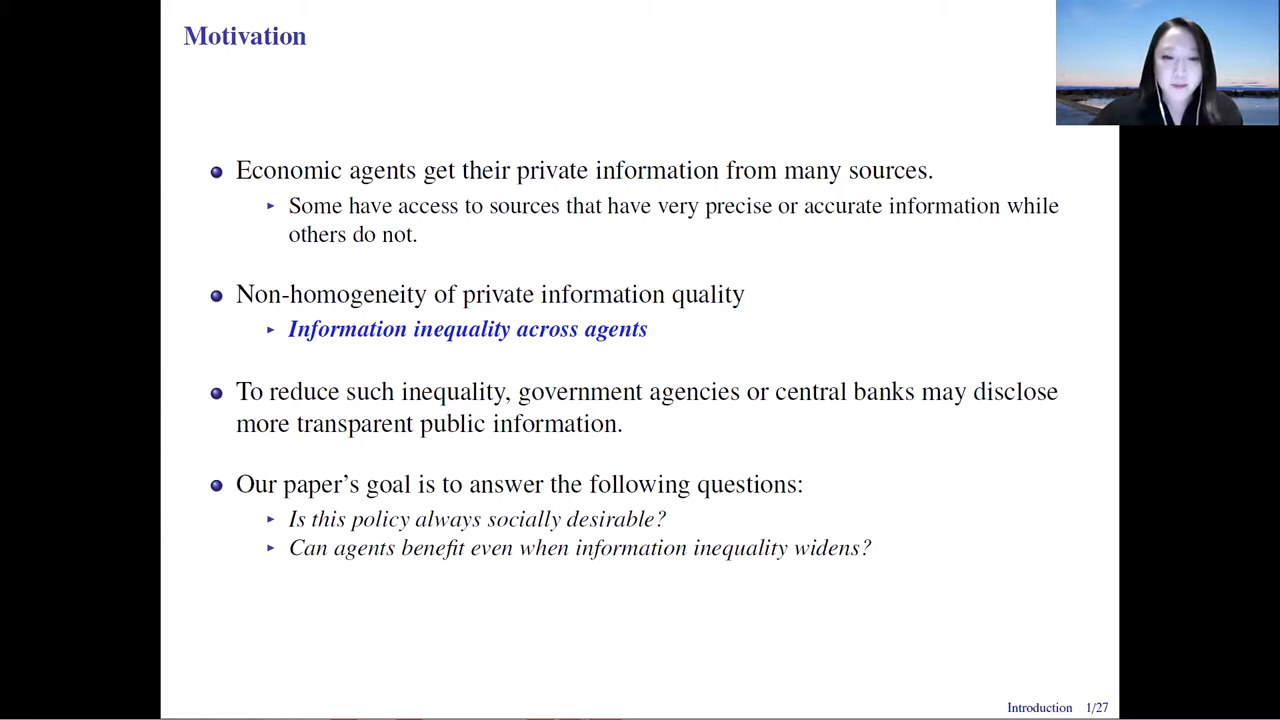 Motivation
Economic agents get their private information from many sources.
Some have access to sources that have very precise or accurate information while
others do not.
Non-homogeneity of private information quality
Information inequality across agents
To reduce such inequality, government agencies or central banks may disclose
more transparent public information.
Our paper's goal is to answer the following questions:
Is this policy always socially desirable?
Can agents benefit even when information inequality widens?
Introduction 1/27